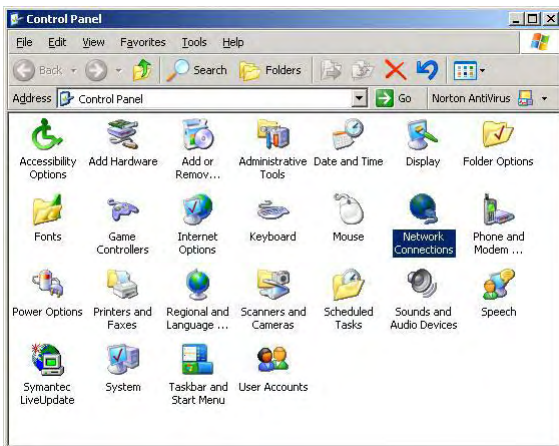 Control Panel
File Edit View Favorites Tools Help
Back Search Folders
Address Control Panel Go Norton AntiVirus
Accessibility Options
Add Hardware
Add or Remov...
Administrative Tools
Date and Time
Display
Folder Options
Fonts
Game Controllers
Internet Options
Keyboard
Mouse
Network Connections
Phone and Modem ...
Power Options
Printers and Faxes
Regional and Language ...
Scanners and Cameras
Scheduled Tasks
Sounds and Audio Devices
Speech
Symantec LiveUpdate
System
Taskbar and Start Menu
User Accounts